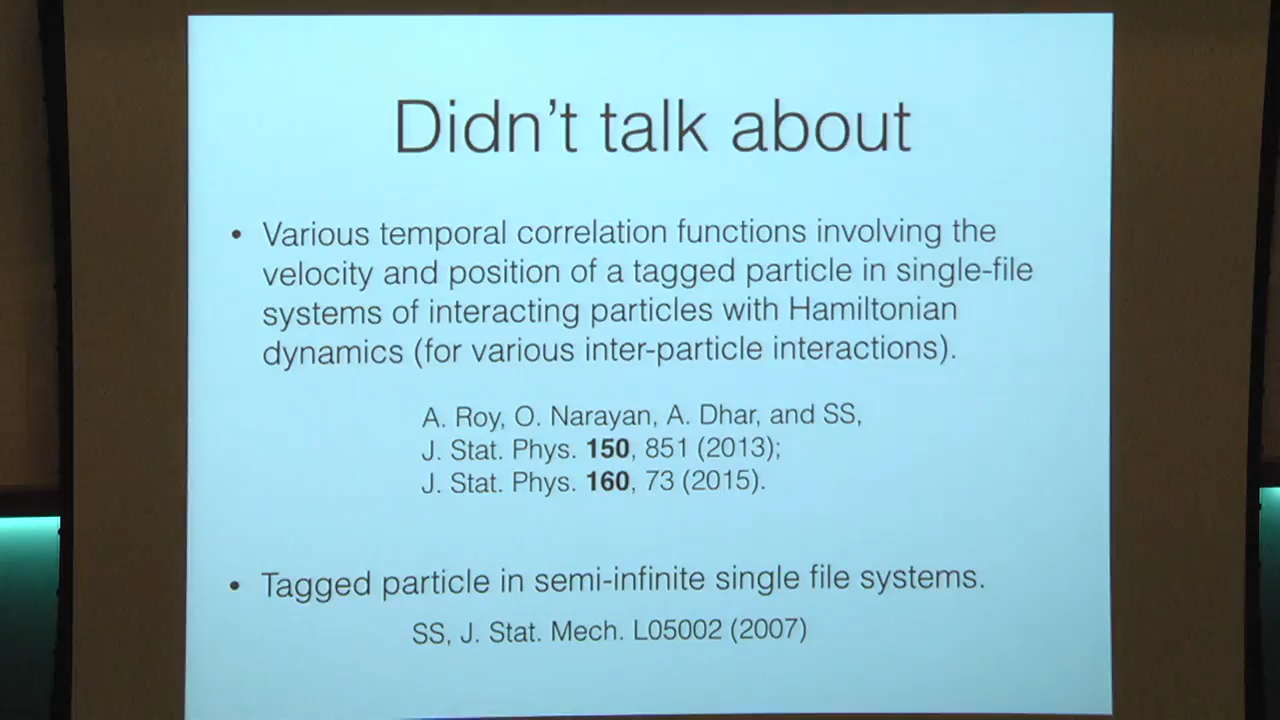 Didn't talk about
• Various temporal correlation functions involving the
velocity and position of a tagged particle in single-file
systems of interacting particles with Hamiltonian
dynamics (for various inter-particle interactions).
A. Roy, O. Narayan, A. Dhar, and SS,
J. Stat. Phys. 150, 851 (2013);
J. Stat. Phys. 160, 73 (2015).
• Tagged particle in semi-infinite single file systems.
SS, J. Stat. Mech. L05002 (2007)